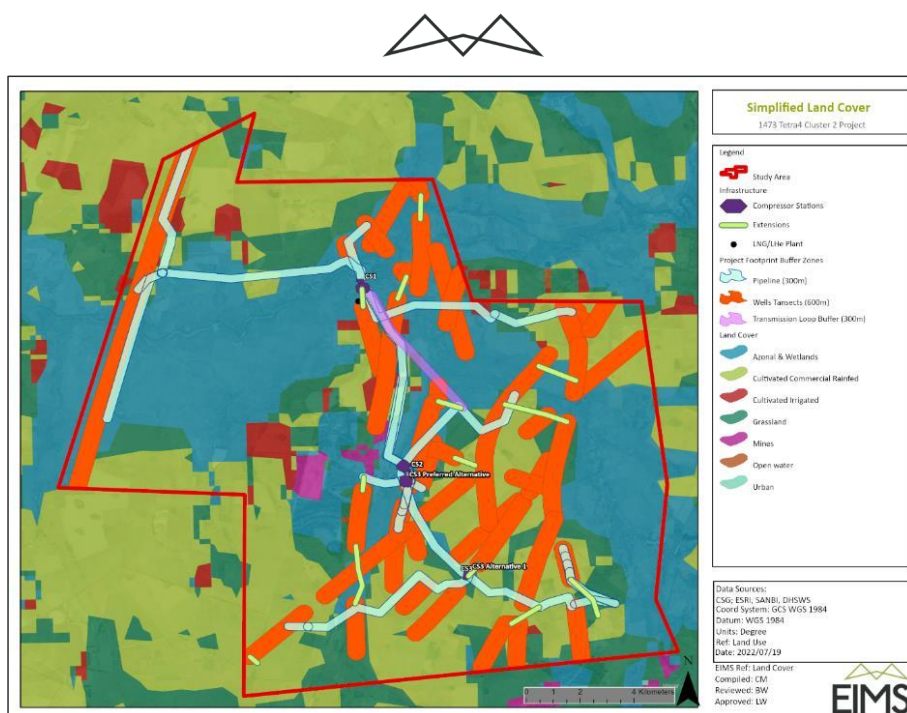 Simplified Land Cover
1473 Tetra4 Cluster 2 Project
Legend
Study Area
Infrastructure
Compressor Stations
Extensions
LNG/LHe Plant
Project Footprint Buffer Zones
Pipeline (300m)
Wells Tansects (600m)
Transmission Loop Buffer (300m)
Land Cover
Azonal & Wetlands
Cultivated Commercial Rainfed
Cultivated Irrigated
Grassland
Mines
Open water
Urban
CS1
CS2
CS3 Preferred Alternative
CS3 Alternative 1
N
0 1 2 4 Kilometers
Data Sources:
CSG; ESRI, SANBI, DHSWS
Coord System: GCS WGS 1984
Datum: WGS 1984
Units: Degree
Ref: Land Use
Date: 2022/07/19
EIMS Ref: Land Cover
Compiled: CM
Reviewed: BW
Approved: LW
EIMS